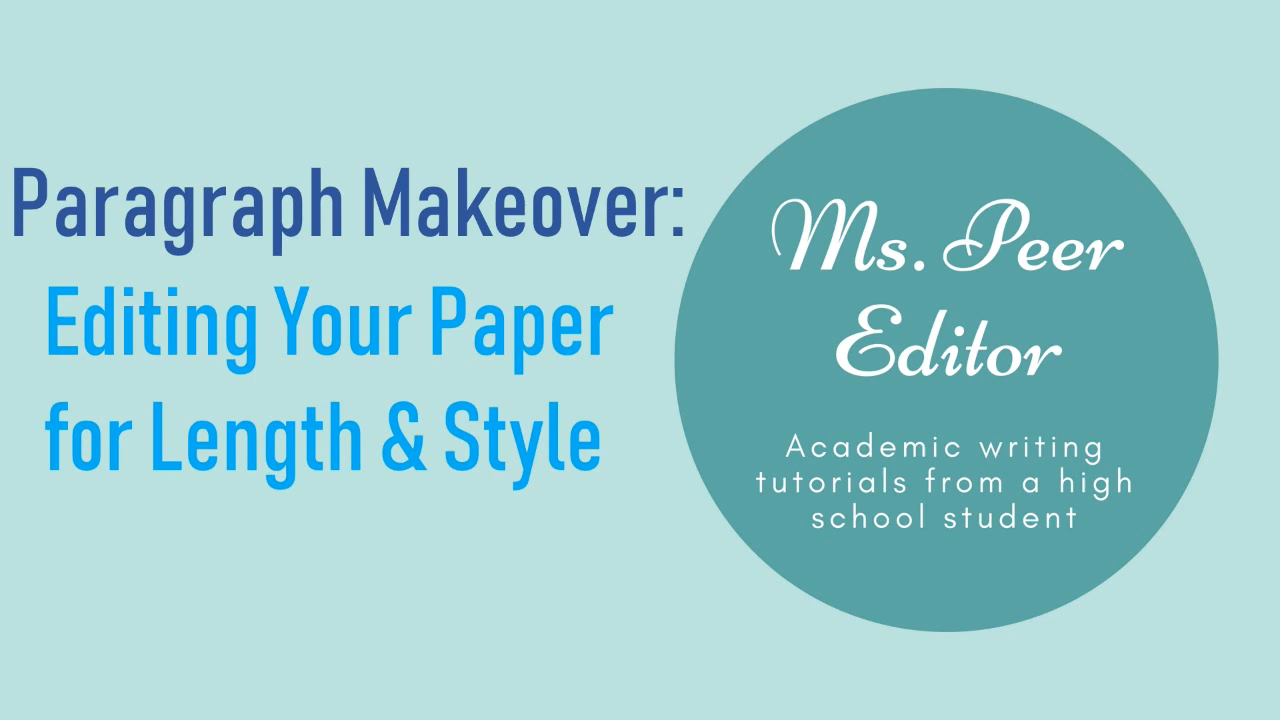 Paragraph Makeover:
Editing Your Paper
for Length & Style
Ms. Peer
Editor
Academic writing
tutorials from a high
school student